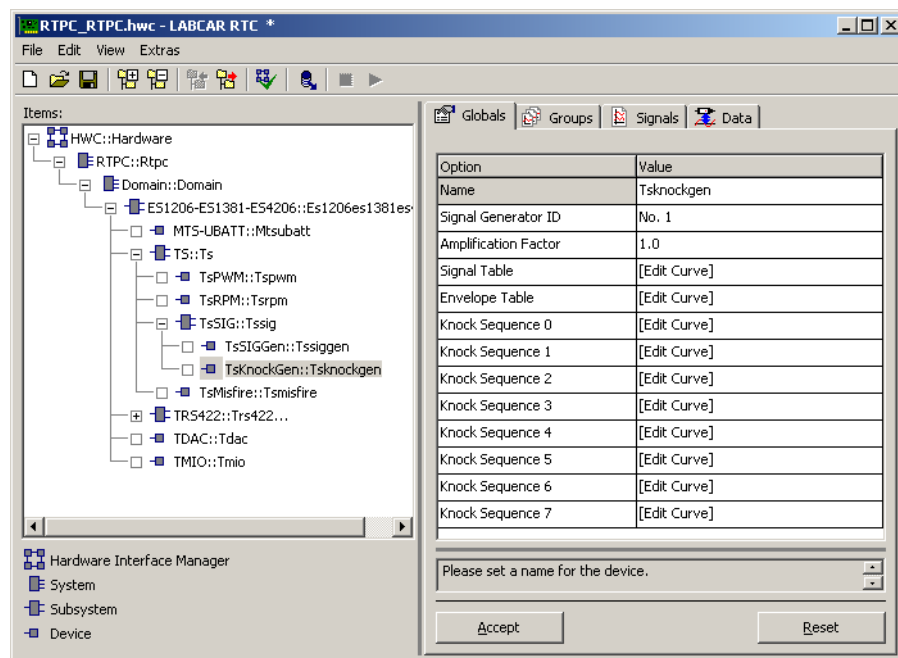 RTPC_RTPC.hwc - LABCAR RTC *
File Edit View Extras
Items:
HWC::Hardware
RTPC::Rtpc
Domain::Domain
ES1206-ES1381-ES4206::Es1206es1381es
MTS-UBATT::Mtsubatt
TS::Ts
TsPWM::Tspwm
TsRPM::Tsrpm
TsSIG::Tssig
TsSIGGen::Tssiggen
TsKnockGen::Tsknockgen
TsMisfire::Tsmisfire
TRS422::Trs422...
TDAC::Tdac
TMIO::Tmio
Hardware Interface Manager
System
Subsystem
Device
Globals Groups Signals Data
Option Value
Name Tsknockgen
Signal Generator ID No. 1
Amplification Factor 1.0
Signal Table [Edit Curve]
Envelope Table [Edit Curve]
Knock Sequence 0 [Edit Curve]
Knock Sequence 1 [Edit Curve]
Knock Sequence 2 [Edit Curve]
Knock Sequence 3 [Edit Curve]
Knock Sequence 4 [Edit Curve]
Knock Sequence 5 [Edit Curve]
Knock Sequence 6 [Edit Curve]
Knock Sequence 7 [Edit Curve]
Please set a name for the device.
Accept Reset